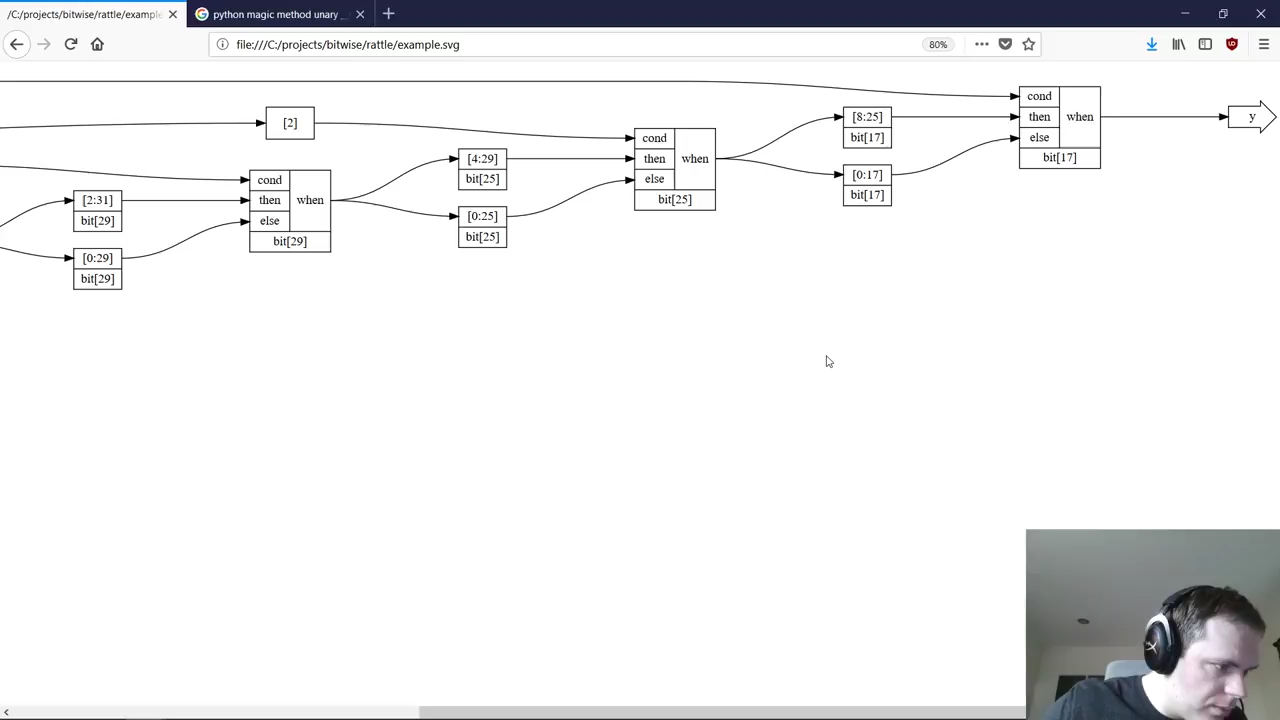 /C:/projects/bitwise/rattle/example
python magic method unary
file:///C:/projects/bitwise/rattle/example.svg
80%
cond
then
else
when
bit[17]
y
[8:25]
bit[17]
[0:17]
bit[17]
[2]
cond
then
else
when
bit[25]
[4:29]
bit[25]
[0:25]
bit[25]
cond
then
else
when
bit[29]
[2:31]
bit[29]
[0:29]
bit[29]